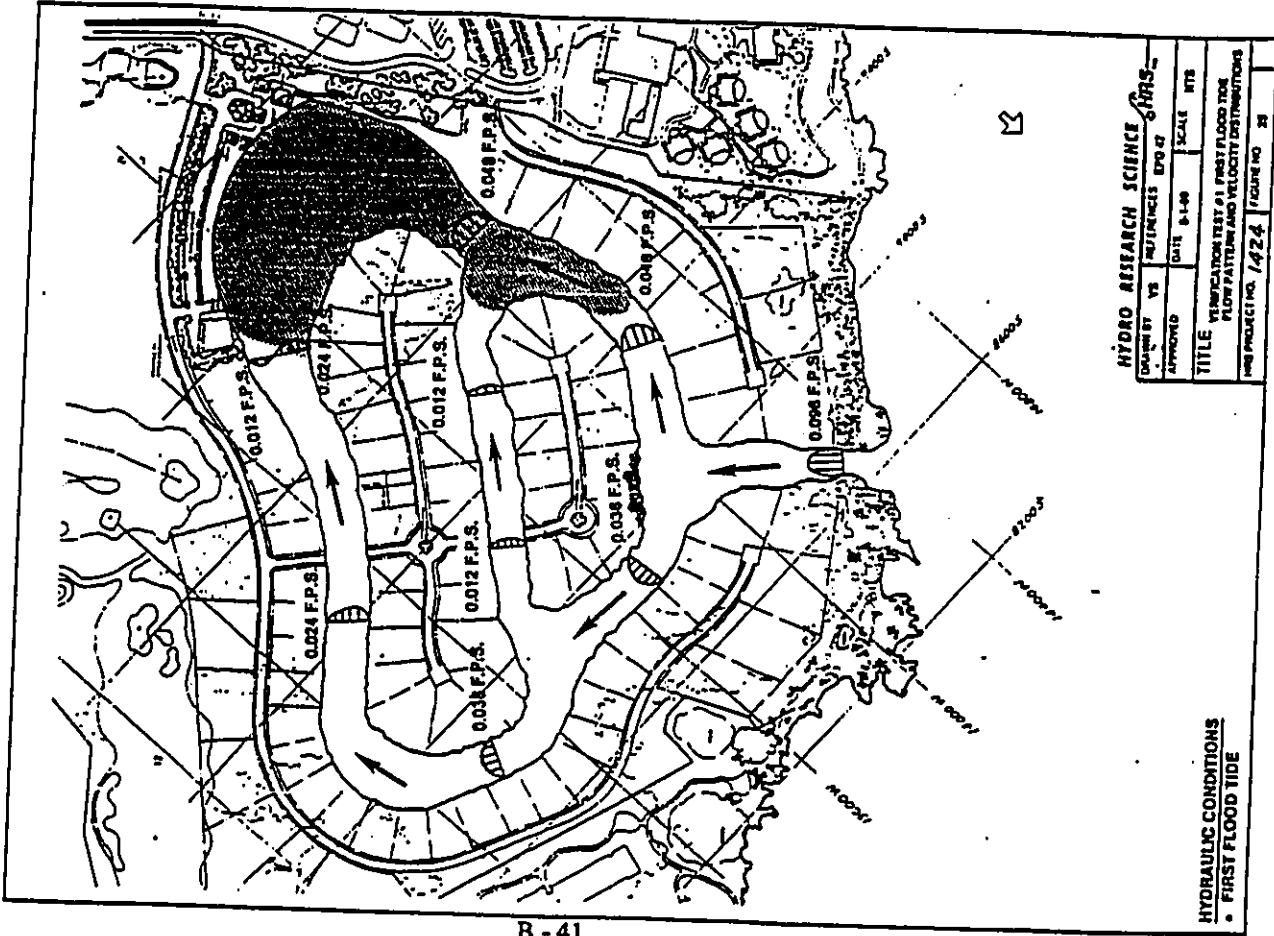 0.048 F.P.S.
0.048 F.P.S.
0.024 F.P.S.
0.012 F.P.S.
0.012 F.P.S.
0.096 F.P.S.
0.036 F.P.S.
0.012 F.P.S.
0.024 F.P.S.
0.036 F.P.S.
HYDRAULIC CONDITIONS
• FIRST FLOOD TIDE
HYDRO RESEARCH SCIENCE HRS
DRAWN BY YS
REFERENCES
APPROVED
DATE
SCALE NTS
TITLE VERIFICATION TEST #1 FIRST FLOOD TIDE
FLOW PATTERN AND VELOCITY DISTRIBUTIONS
HRS PROJECT NO. 1424
FIGURE NO
B - 41